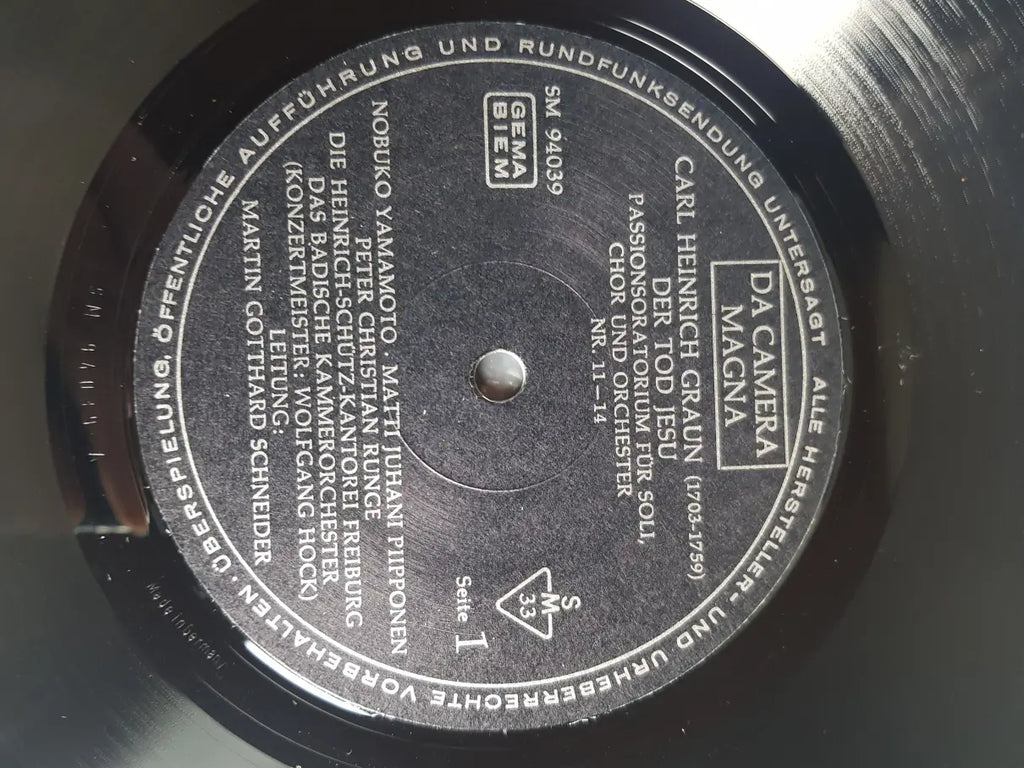 DA CAMERA
MAGNA
CARL HEINRICH GRAUN (1703-1759)
DER TOD JESU
PASSIONSORATORIUM FÜR SOLI,
CHOR UND ORCHESTER
NR. 11–14
SM 94039
GEMA
BIEM
S
M
33
Seite 1
NOBUKO YAMAMOTO · MATTI JUHANI PIIPPONEN
PETER CHRISTIAN RUNGE
DIE HEINRICH-SCHÜTZ-KANTOREI FREIBURG
DAS BADISCHE KAMMERORCHESTER
(KONZERTMEISTER: WOLFGANG HOCK)
LEITUNG:
MARTIN GOTTHARD SCHNEIDER
ALLE HERSTELLER- UND URHEBERRECHTE VORBEHALTEN · ÜBERSPIELUNG, ÖFFENTLICHE AUFFÜHRUNG UND RUNDFUNKSENDUNG UNTERSAGT
Made in Germany